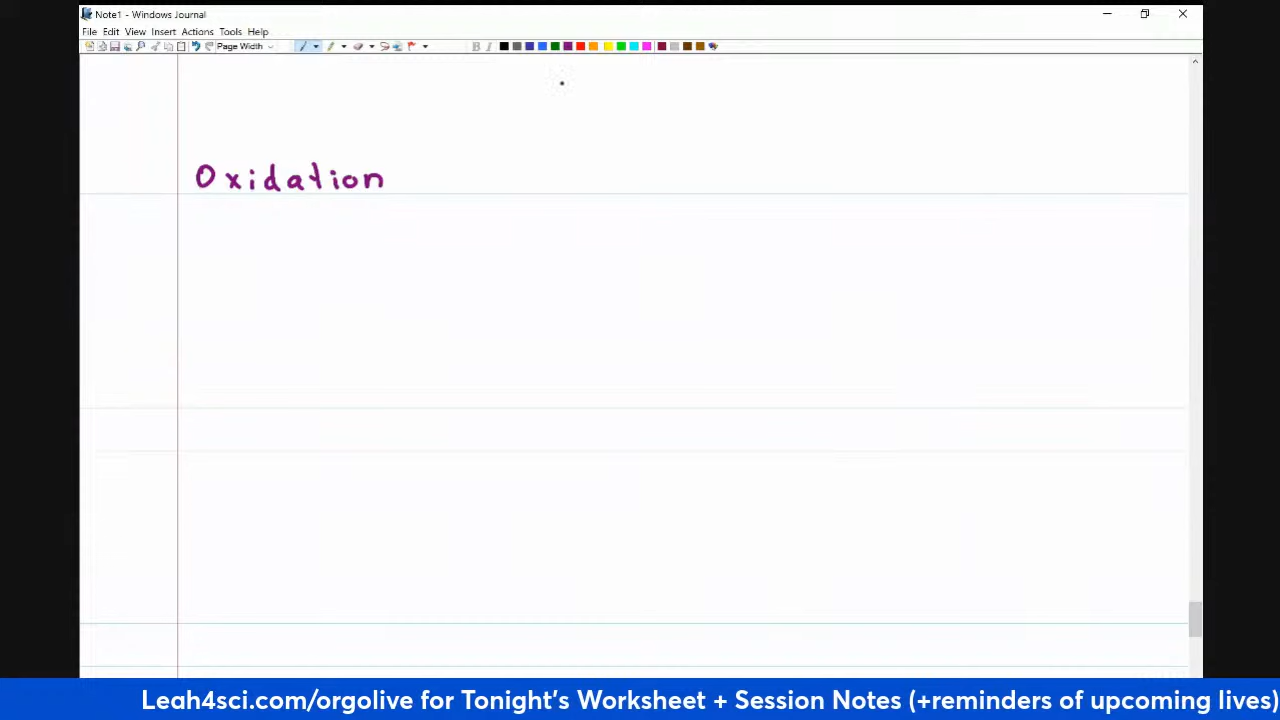 Note1 - Windows Journal
File Edit View Insert Actions Tools Help
Page Width
B I
Oxidation
Leah4sci.com/orgolive for Tonight's Worksheet + Session Notes (+reminders of upcoming lives)